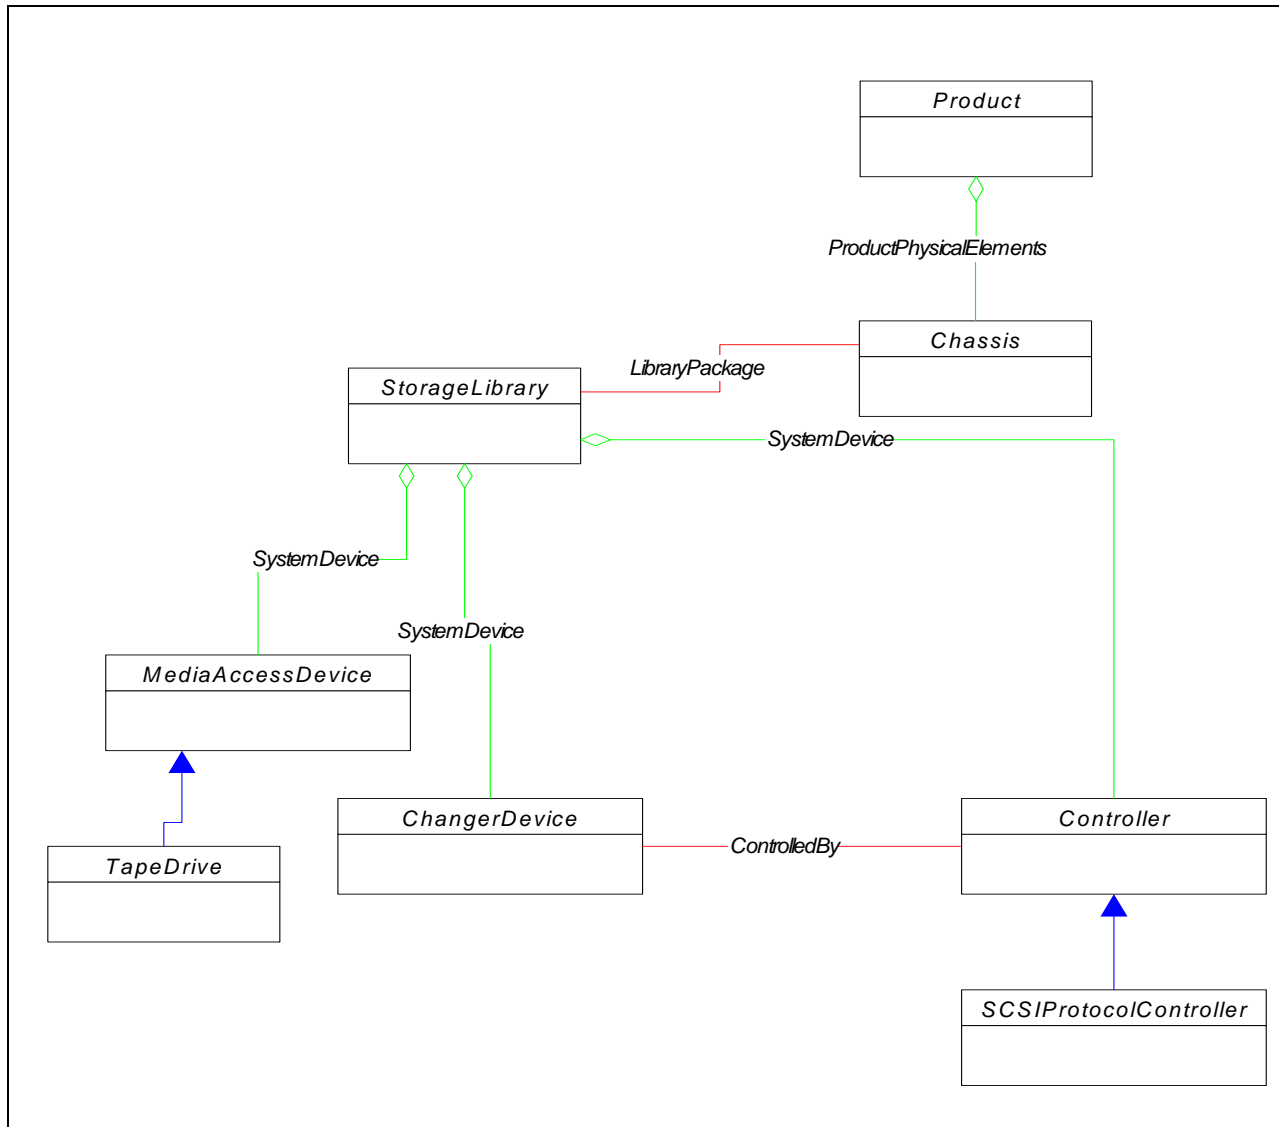 Product
ProductPhysicalElements
Chassis
LibraryPackage
StorageLibrary
SystemDevice
SystemDevice
SystemDevice
MediaAccessDevice
ChangerDevice
Controller
ControlledBy
TapeDrive
SCSIProtocolController